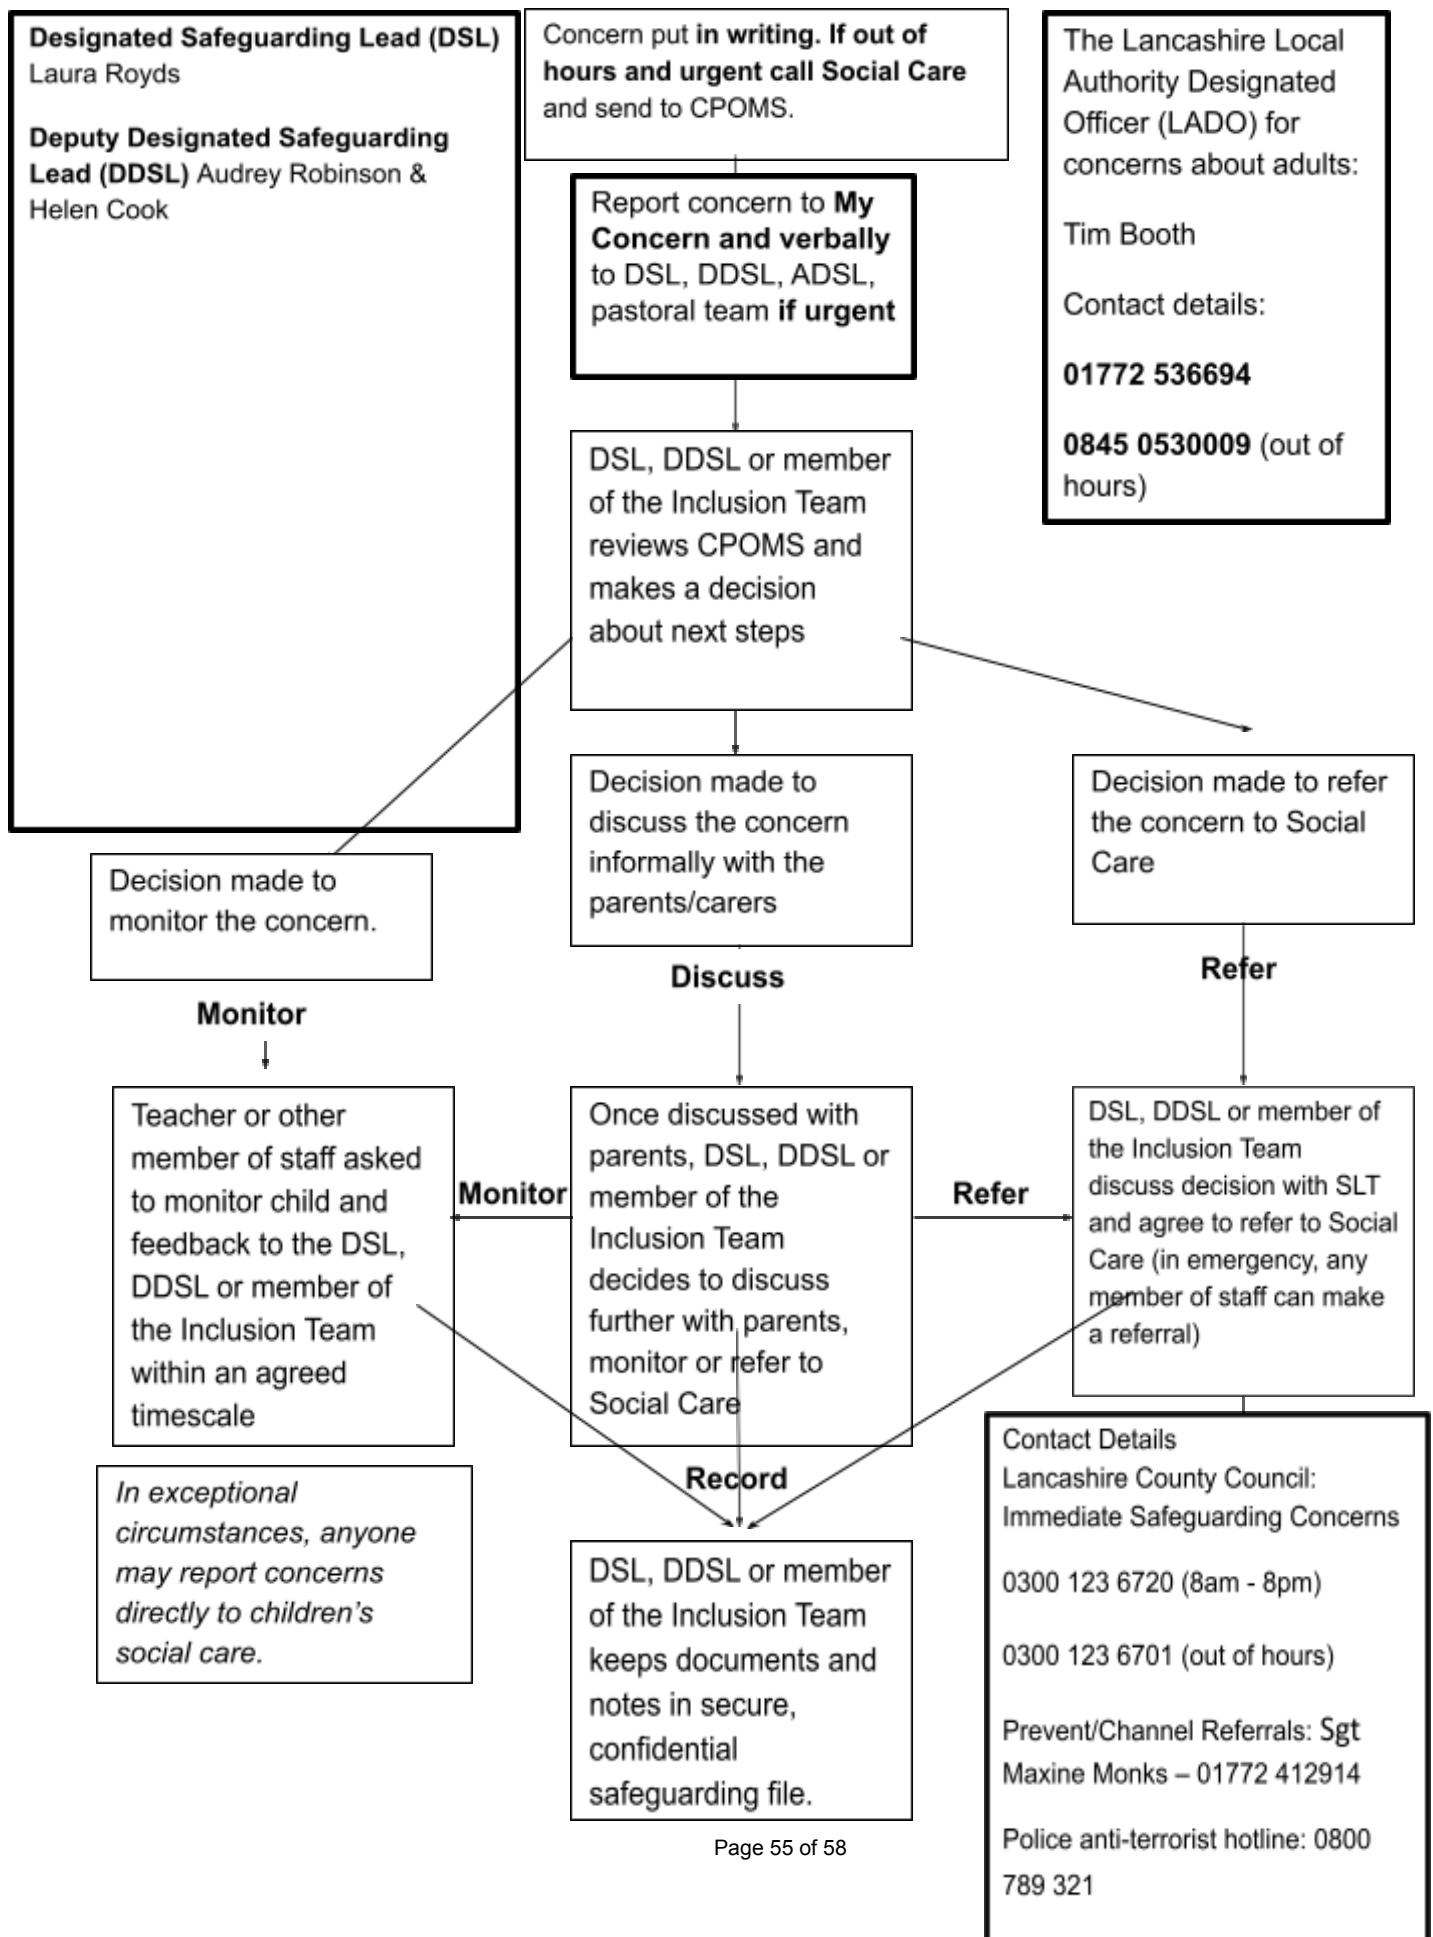 Designated Safeguarding Lead (DSL)
Laura Royds
Deputy Designated Safeguarding
Lead (DDSL) Audrey Robinson &
Helen Cook
Concern put in writing. If out of
hours and urgent call Social Care
and send to CPOMS.
The Lancashire Local
Authority Designated
Officer (LADO) for
concerns about adults:
Tim Booth
Contact details:
01772 536694
0845 0530009 (out of
hours)
Report concern to My
Concern and verbally
to DSL, DDSL, ADSL,
pastoral team if urgent
DSL, DDSL or member
of the Inclusion Team
reviews CPOMS and
makes a decision
about next steps
Decision made to
monitor the concern.
Decision made to
discuss the concern
informally with the
parents/carers
Decision made to refer
the concern to Social
Care
Monitor
Discuss
Refer
Teacher or other
member of staff asked
to monitor child and
feedback to the DSL,
DDSL or member of
the Inclusion Team
within an agreed
timescale
Monitor
Once discussed with
parents, DSL, DDSL or
member of the
Inclusion Team
decides to discuss
further with parents,
monitor or refer to
Social Care
Refer
DSL, DDSL or member of
the Inclusion Team
discuss decision with SLT
and agree to refer to Social
Care (in emergency, any
member of staff can make
a referral)
In exceptional
circumstances, anyone
may report concerns
directly to children's
social care.
Record
DSL, DDSL or member
of the Inclusion Team
keeps documents and
notes in secure,
confidential
safeguarding file.
Contact Details
Lancashire County Council:
Immediate Safeguarding Concerns
0300 123 6720 (8am - 8pm)
0300 123 6701 (out of hours)
Prevent/Channel Referrals: Sgt
Maxine Monks – 01772 412914
Police anti-terrorist hotline: 0800
789 321
Page 55 of 58